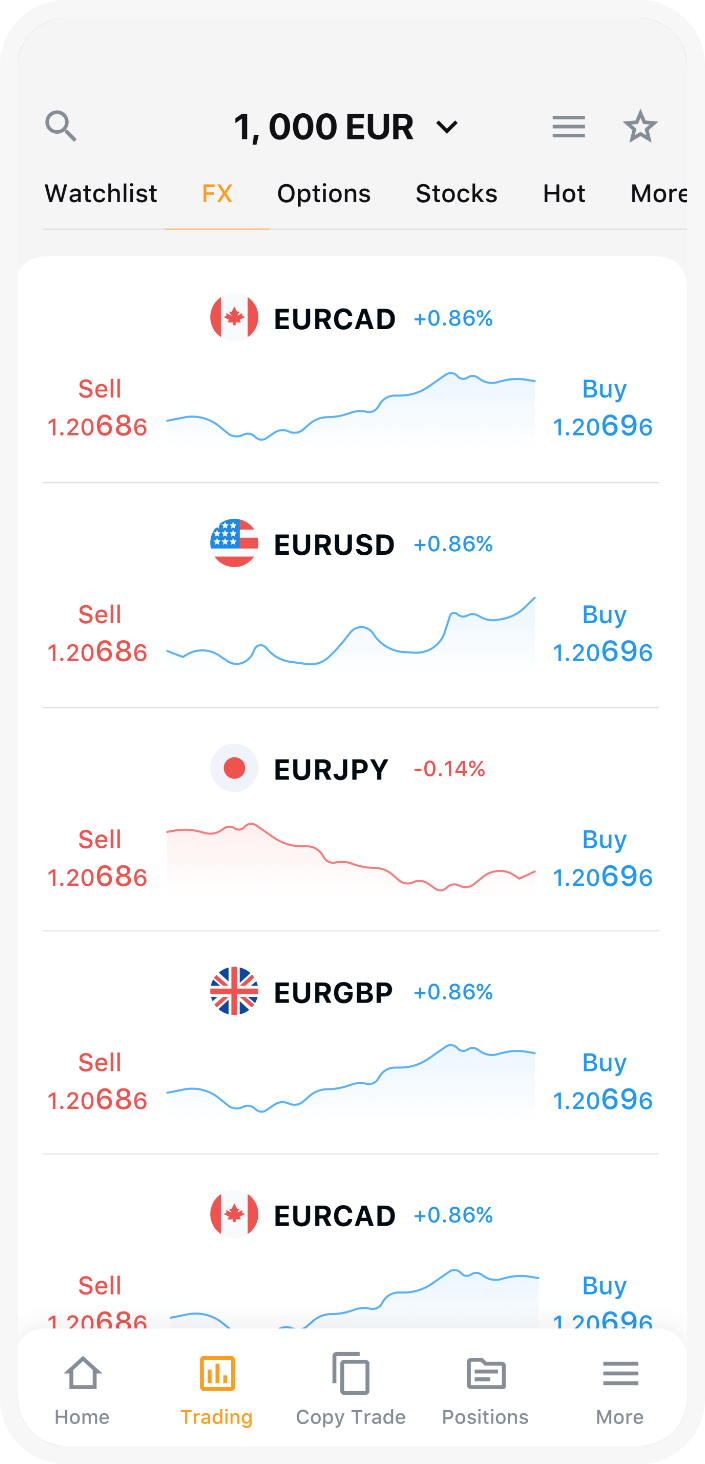 1, 000 EUR
Watchlist FX Options Stocks Hot More
EURCAD +0.86%
Sell Buy
1.20686 1.20696
EURUSD +0.86%
Sell Buy
1.20686 1.20696
EURJPY -0.14%
Sell Buy
1.20686 1.20696
EURGBP +0.86%
Sell Buy
1.20686 1.20696
EURCAD +0.86%
Sell Buy
1.20686 1.20696
Home Trading Copy Trade Positions More